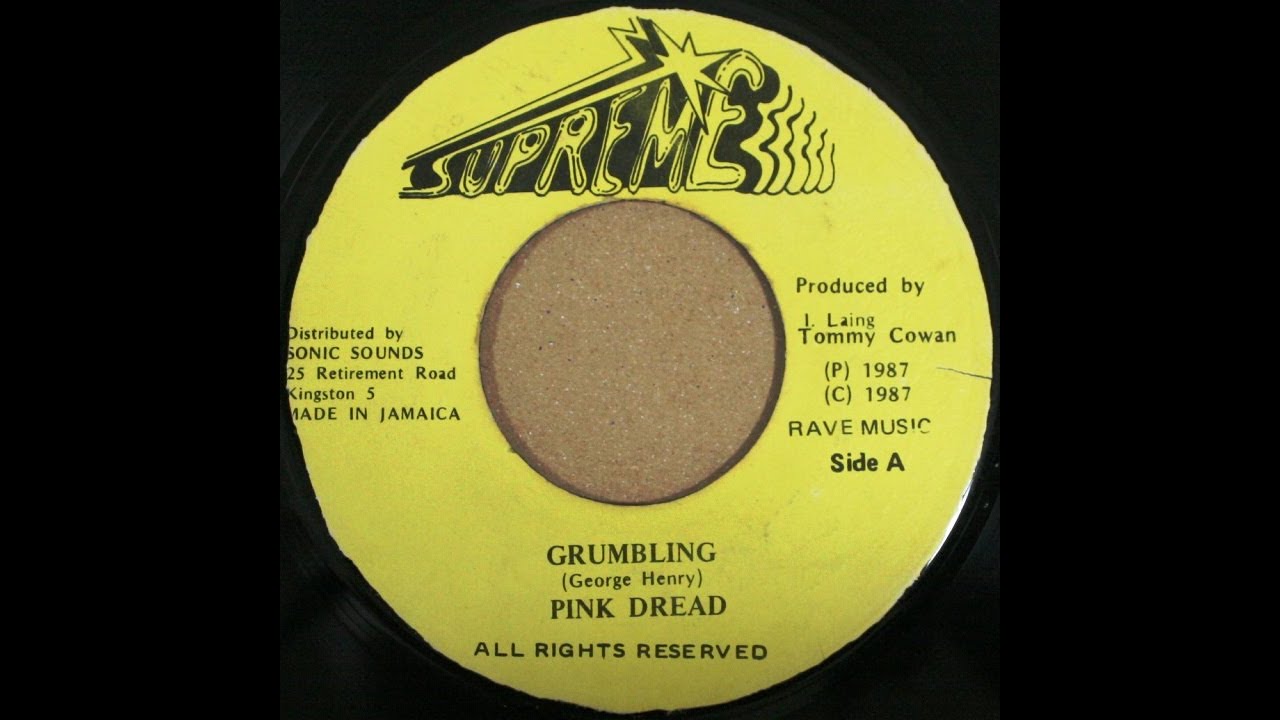 SUPREME
Produced by
I. Laing
Tommy Cowan
(P) 1987
(C) 1987
RAVE MUSIC
Side A
Distributed by
SONIC SOUNDS
25 Retirement Road
Kingston 5
MADE IN JAMAICA
GRUMBLING
(George Henry)
PINK DREAD
ALL RIGHTS RESERVED